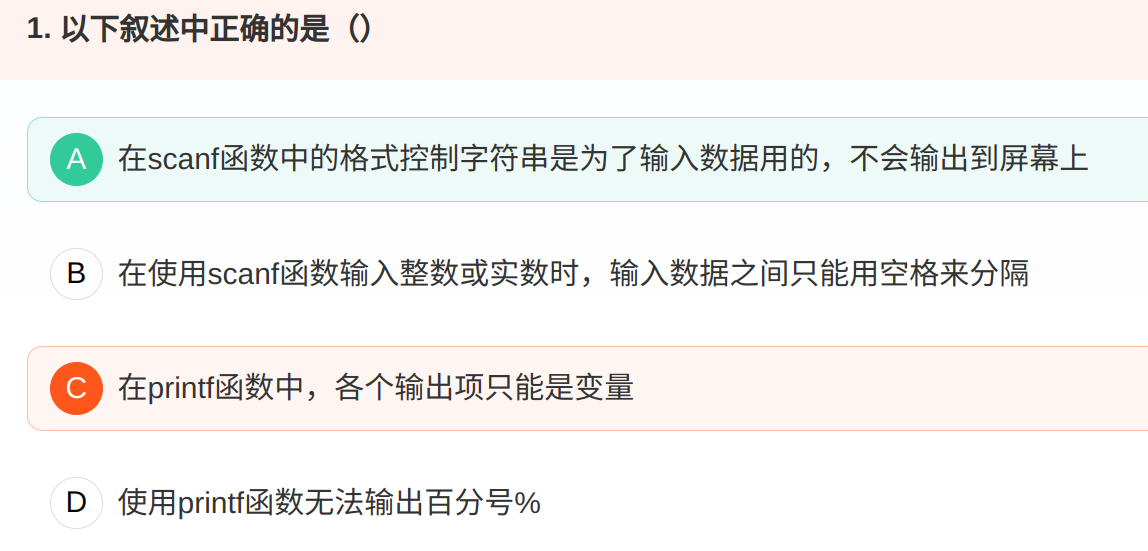 1. 以下叙述中正确的是（）
A 在scanf函数中的格式控制字符串是为了输入数据用的，不会输出到屏幕上
B 在使用scanf函数输入整数或实数时，输入数据之间只能用空格来分隔
C 在printf函数中，各个输出项只能是变量
D 使用printf函数无法输出百分号%